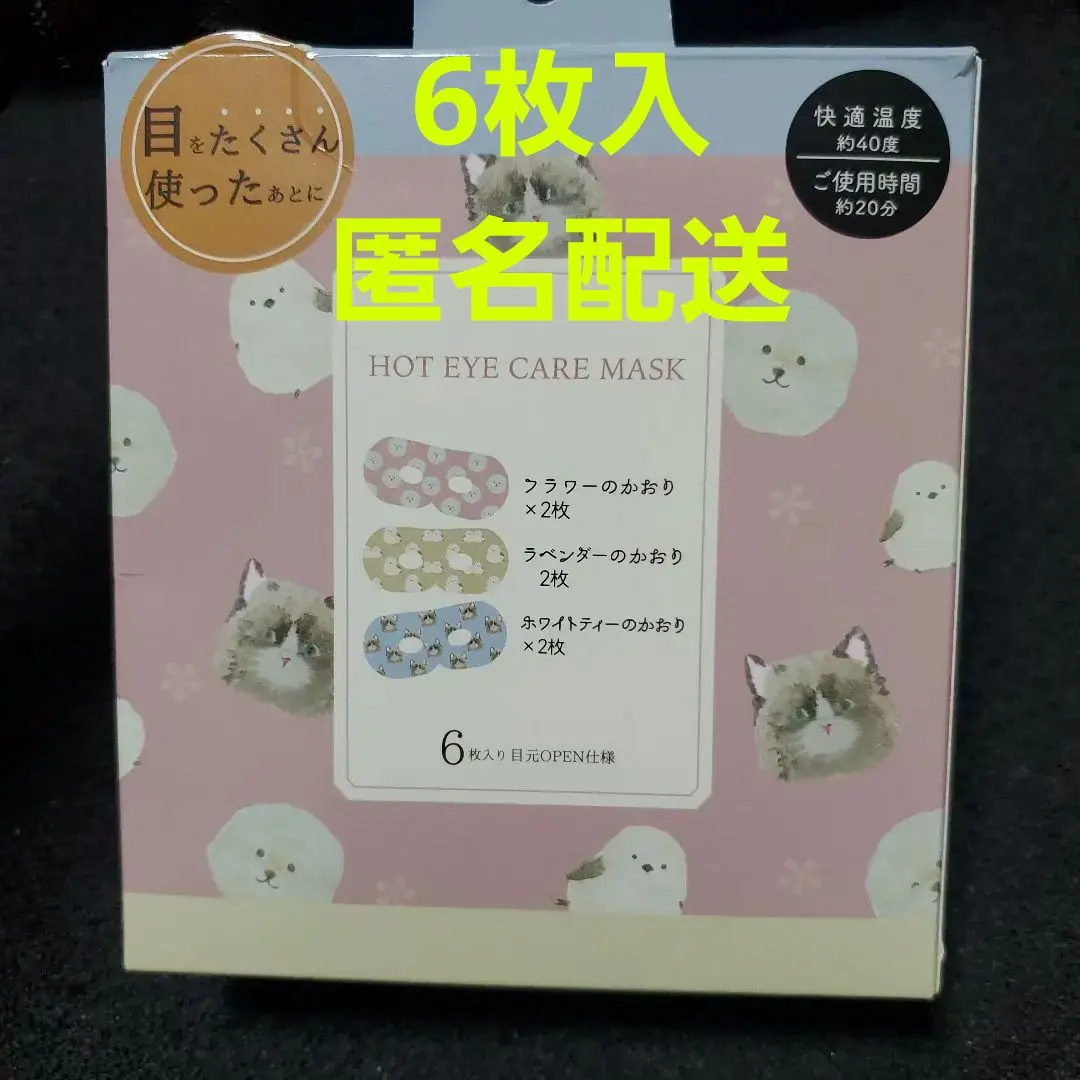 6枚入
匿名配送
目をたくさん
使ったあとに
快適温度
約40度
ご使用時間
約20分
HOT EYE CARE MASK
フラワーのかおり
×2枚
ラベンダーのかおり
2枚
ホワイトティーのかおり
×2枚
6枚入り 目元OPEN仕様